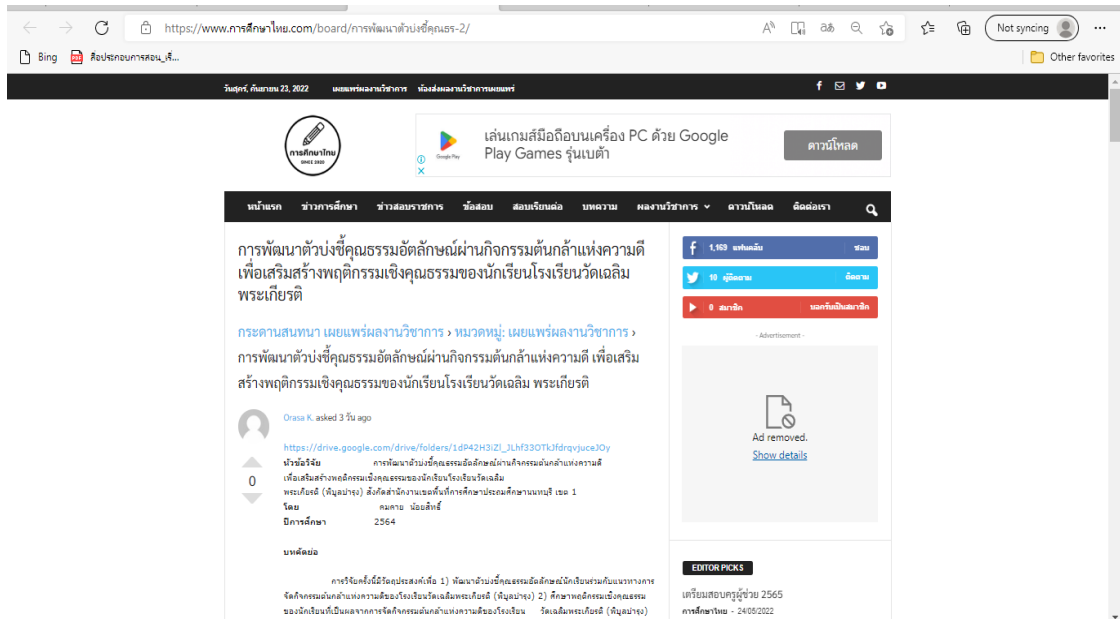 https://www.การศึกษาไทย.com/board/การพัฒนาตัวบ่งชี้คุณธร-2/
Not syncing
Bing
สื่อประกอบการสอน_เรื่...
Other favorites
วันศุกร์, กันยายน 23, 2022 เผยแพร่ผลงานวิชาการ ห้องส่งผลงานวิชาการเผยแพร่
การศึกษาไทย
SINCE 2020
Google Play
เล่นเกมส์มือถือบนเครื่อง PC ด้วย Google
Play Games รุ่นเบต้า
ดาวน์โหลด
หน้าแรก ข่าวการศึกษา ข่าวสอบราชการ ข้อสอบ สอบเรียนต่อ บทความ ผลงานวิชาการ ดาวน์โหลด ติดต่อเรา
การพัฒนาตัวบ่งชี้คุณธรรมอัตลักษณ์ผ่านกิจกรรมต้นกล้าแห่งความดี
เพื่อเสริมสร้างพฤติกรรมเชิงคุณธรรมของนักเรียนโรงเรียนวัดเฉลิม
พระเกียรติ
กระดานสนทนา เผยแพร่ผลงานวิชาการ › หมวดหมู่: เผยแพร่ผลงานวิชาการ ›
การพัฒนาตัวบ่งชี้คุณธรรมอัตลักษณ์ผ่านกิจกรรมต้นกล้าแห่งความดี เพื่อเสริม
สร้างพฤติกรรมเชิงคุณธรรมของนักเรียนโรงเรียนวัดเฉลิม พระเกียรติ
Orasa K. asked 3 วัน ago
0
https://drive.google.com/drive/folders/1dP42H3iZl_JLhf33OTkJfdrqvjuceJOy
หัวข้อวิจัย การพัฒนาตัวบ่งชี้คุณธรรมอัตลักษณ์ผ่านกิจกรรมต้นกล้าแห่งความดี
เพื่อเสริมสร้างพฤติกรรมเชิงคุณธรรมของนักเรียนโรงเรียนวัดเฉลิม
พระเกียรติ (พิบูลบำรุง) สังกัดสำนักงานเขตพื้นที่การศึกษาประถมศึกษานนทบุรี เขต 1
โดย คมคาย น้อยสิทธิ์
ปีการศึกษา 2564
บทคัดย่อ
การวิจัยครั้งนี้มีวัตถุประสงค์เพื่อ 1) พัฒนาตัวบ่งชี้คุณธรรมอัตลักษณ์นักเรียนร่วมกับแนวทางการ
จัดกิจกรรมต้นกล้าแห่งความดีของโรงเรียนวัดเฉลิมพระเกียรติ (พิบูลบำรุง) 2) ศึกษาพฤติกรรมเชิงคุณธรรม
ของนักเรียนที่เป็นผลจากการจัดกิจกรรมต้นกล้าแห่งความดีของโรงเรียน วัดเฉลิมพระเกียรติ (พิบูลบำรุง)
1,169 แฟนคลับ ชอบ
10 ผู้ติดตาม ติดตาม
0 สมาชิก บอกรับเป็นสมาชิก
- Advertisement -
Ad removed.
Show details
EDITOR PICKS
เตรียมสอบครูผู้ช่วย 2565
การศึกษาไทย - 24/05/2022